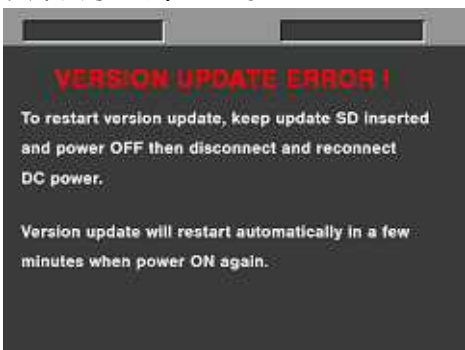 VERSION UPDATE ERROR !
To restart version update, keep update SD inserted
and power OFF then disconnect and reconnect
DC power.
Version update will restart automatically in a few
minutes when power ON again.